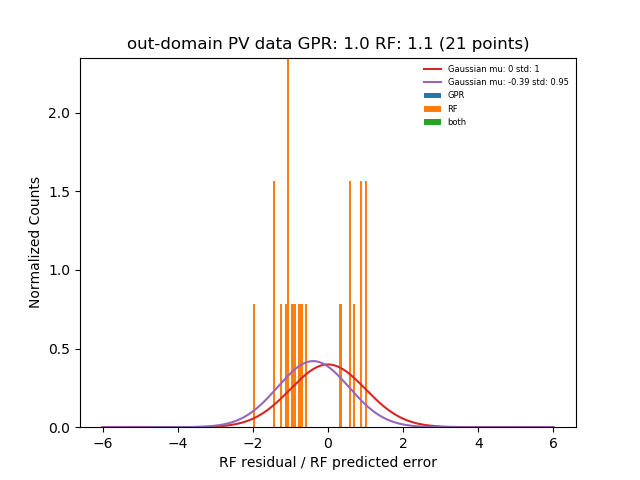 out-domain PV data GPR: 1.0 RF: 1.1 (21 points)
Gaussian mu: 0 std: 1
Gaussian mu: -0.39 std: 0.95
GPR
RF
both
Normalized Counts
2.0
1.5
1.0
0.5
0.0
−6 −4 −2 0 2 4 6
RF residual / RF predicted error